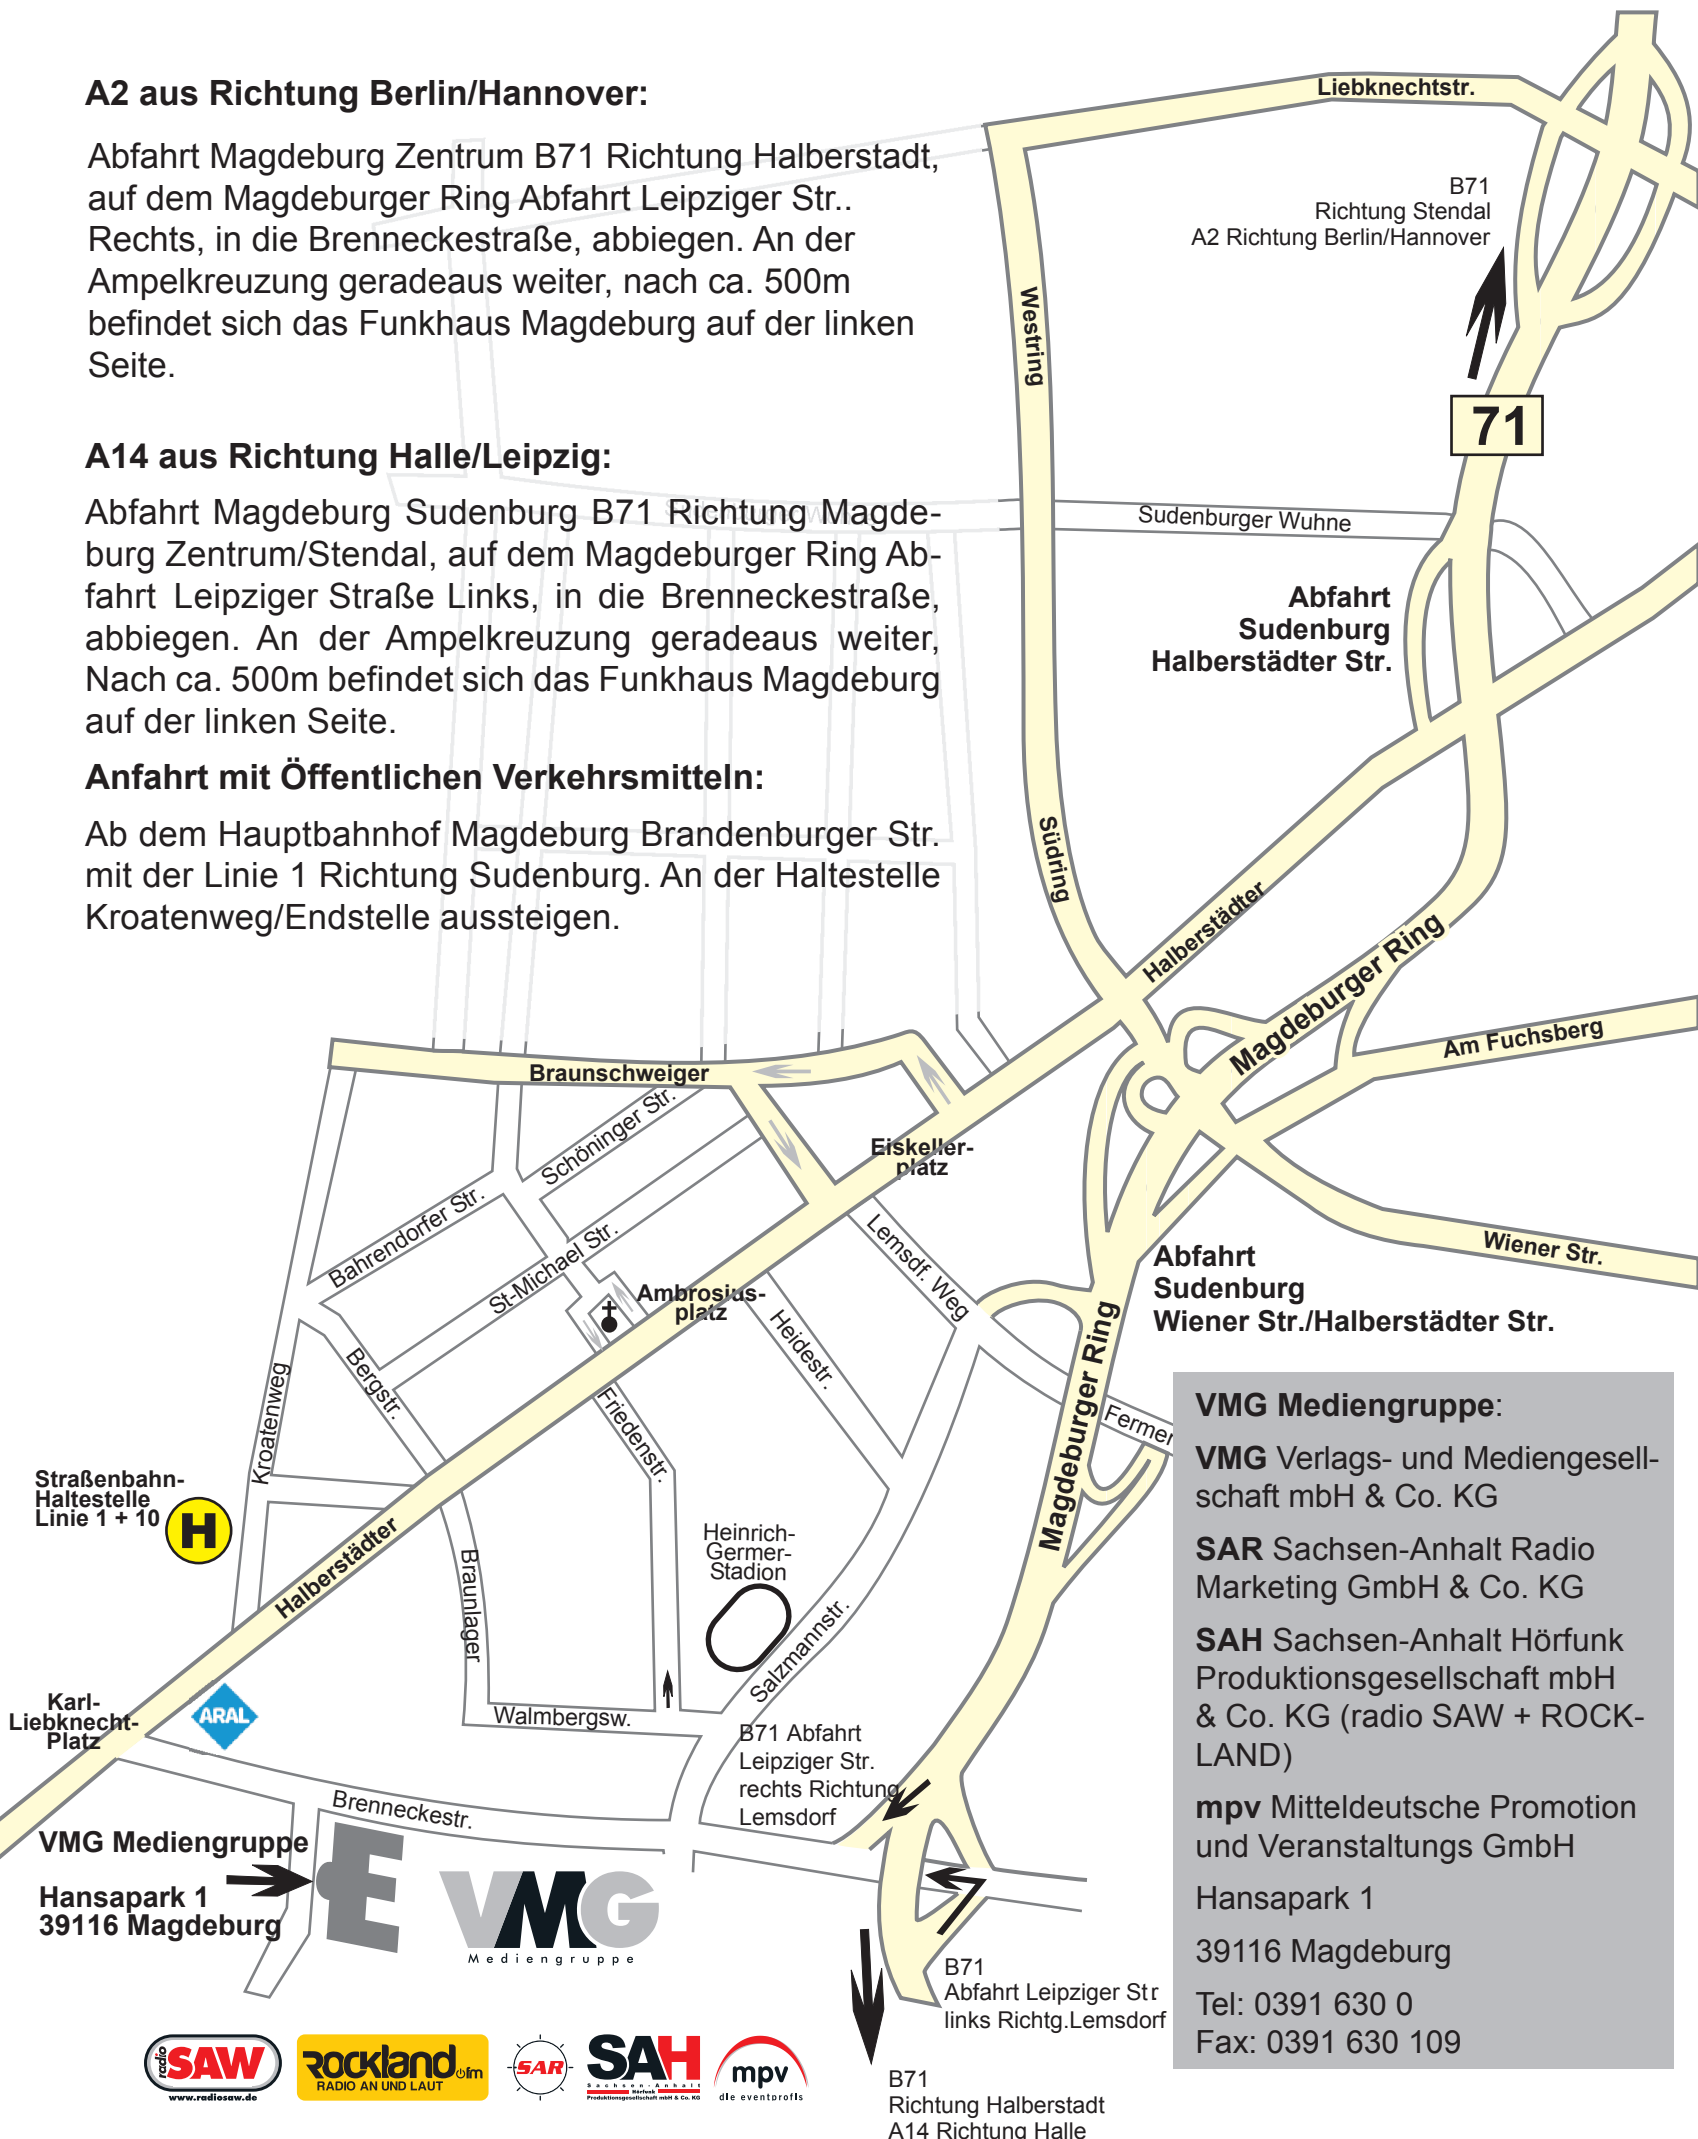 A2 aus Richtung Berlin/Hannover:
Abfahrt Magdeburg Zentrum B71 Richtung Halberstadt,
auf dem Magdeburger Ring Abfahrt Leipziger Str..
Rechts, in die Brenneckestraße, abbiegen. An der
Ampelkreuzung geradeaus weiter, nach ca. 500m
befindet sich das Funkhaus Magdeburg auf der linken
Seite.
A14 aus Richtung Halle/Leipzig:
Abfahrt Magdeburg Sudenburg B71 Richtung Magde-
burg Zentrum/Stendal, auf dem Magdeburger Ring Ab-
fahrt Leipziger Straße Links, in die Brenneckestraße,
abbiegen. An der Ampelkreuzung geradeaus weiter,
Nach ca. 500m befindet sich das Funkhaus Magdeburg
auf der linken Seite.
Anfahrt mit Öffentlichen Verkehrsmitteln:
Ab dem Hauptbahnhof Magdeburg Brandenburger Str.
mit der Linie 1 Richtung Sudenburg. An der Haltestelle
Kroatenweg/Endstelle aussteigen.
Liebknechtstr.
B71
Richtung Stendal
A2 Richtung Berlin/Hannover
Westring
71
Sudenburger Wuhne
Abfahrt
Sudenburg
Halberstädter Str.
Südring
Halberstädter
Magdeburger Ring
Am Fuchsberg
Braunschweiger
Schöninger Str.
Eiskeller-
platz
Bahrendorfer Str.
St-Michael Str.
Lemsdf. Weg
Wiener Str.
Abfahrt
Sudenburg
Wiener Str./Halberstädter Str.
Ambrosius-
platz
Heidestr.
Bergstr.
Kroatenweg
Friedenstr.
Magdeburger Ring
Fermer
Straßenbahn-
Haltestelle
Linie 1 + 10
H
Halberstädter
Braunlager
Heinrich-
Germer-
Stadion
Salzmannstr.
Karl-
Liebknecht-
Platz
ARAL
Walmbergsw.
B71 Abfahrt
Leipziger Str.
rechts Richtung
Lemsdorf
Brenneckestr.
VMG Mediengruppe
Hansapark 1
39116 Magdeburg
VMG
Mediengruppe
B71
Abfahrt Leipziger Str
links Richtg.Lemsdorf
B71
Richtung Halberstadt
A14 Richtung Halle
VMG Mediengruppe:
VMG Verlags- und Mediengesell-
schaft mbH & Co. KG
SAR Sachsen-Anhalt Radio
Marketing GmbH & Co. KG
SAH Sachsen-Anhalt Hörfunk
Produktionsgesellschaft mbH
& Co. KG (radio SAW + ROCK-
LAND)
mpv Mitteldeutsche Promotion
und Veranstaltungs GmbH
Hansapark 1
39116 Magdeburg
Tel: 0391 630 0
Fax: 0391 630 109
radio SAW
www.radiosaw.de
ROCKland fm
RADIO AN UND LAUT
SAR
SAH
Sachsen-Anhalt
Hörfunk
Produktionsgesellschaft mbH & Co. KG
mpv
die eventprofis